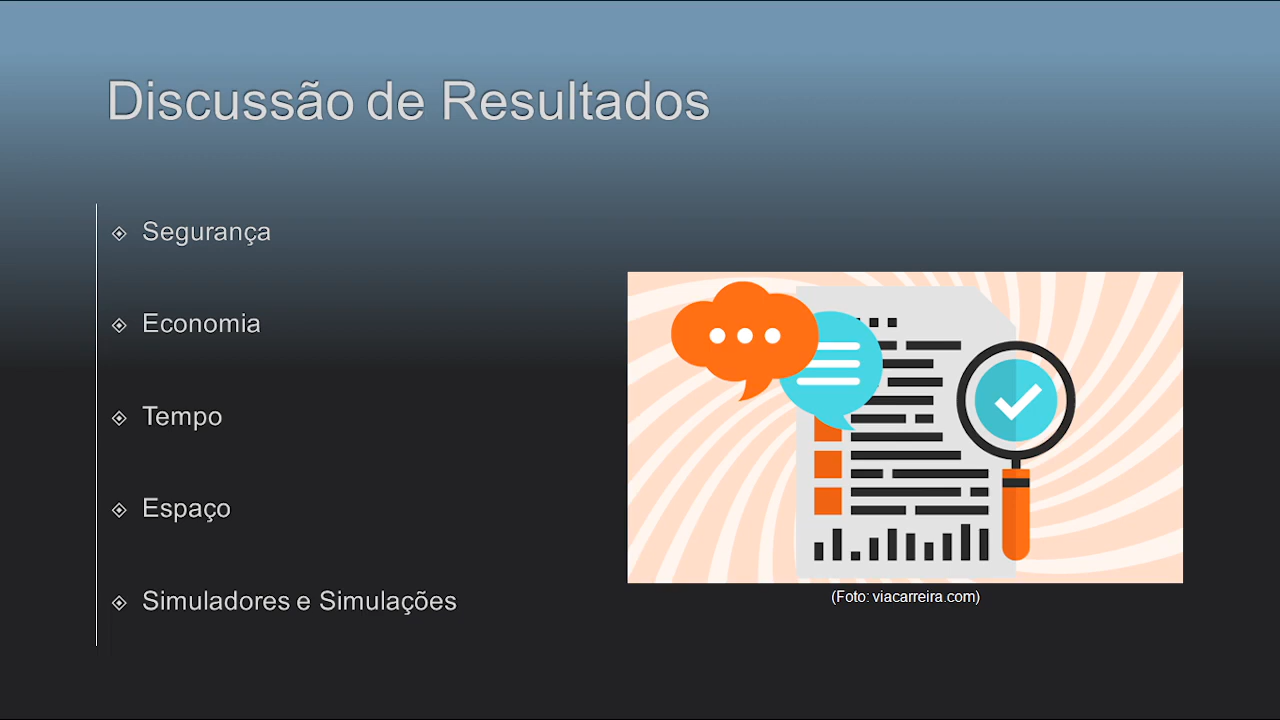 Discussão de Resultados
Segurança
Economia
Tempo
Espaço
Simuladores e Simulações
(Foto: viacarreira.com)